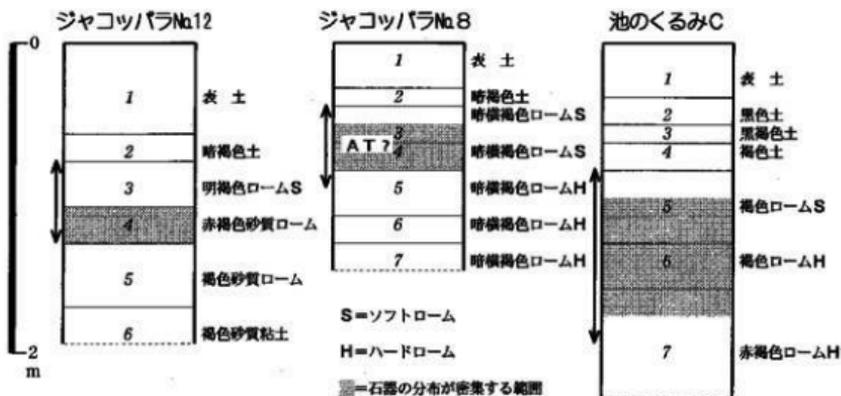 ジャコッパラNo.12
0
2
m
1 表土
2 暗褐色土
3 明褐色ロームS
4 赤褐色砂質ローム
5 褐色砂質ローム
6 褐色砂質粘土
ジャコッパラNo.8
1 表土
2 暗褐色土
3 暗横褐色ロームS
AT?
4 暗横褐色ロームS
5 暗横褐色ロームH
6 暗横褐色ロームH
7 暗横褐色ロームH
S=ソフトローム
H=ハードローム
=石器の分布が密集する範囲
池のくるみC
1 表土
2 黒色土
3 黒褐色土
4 褐色土
5 褐色ロームS
6 褐色ロームH
7 赤褐色ロームH